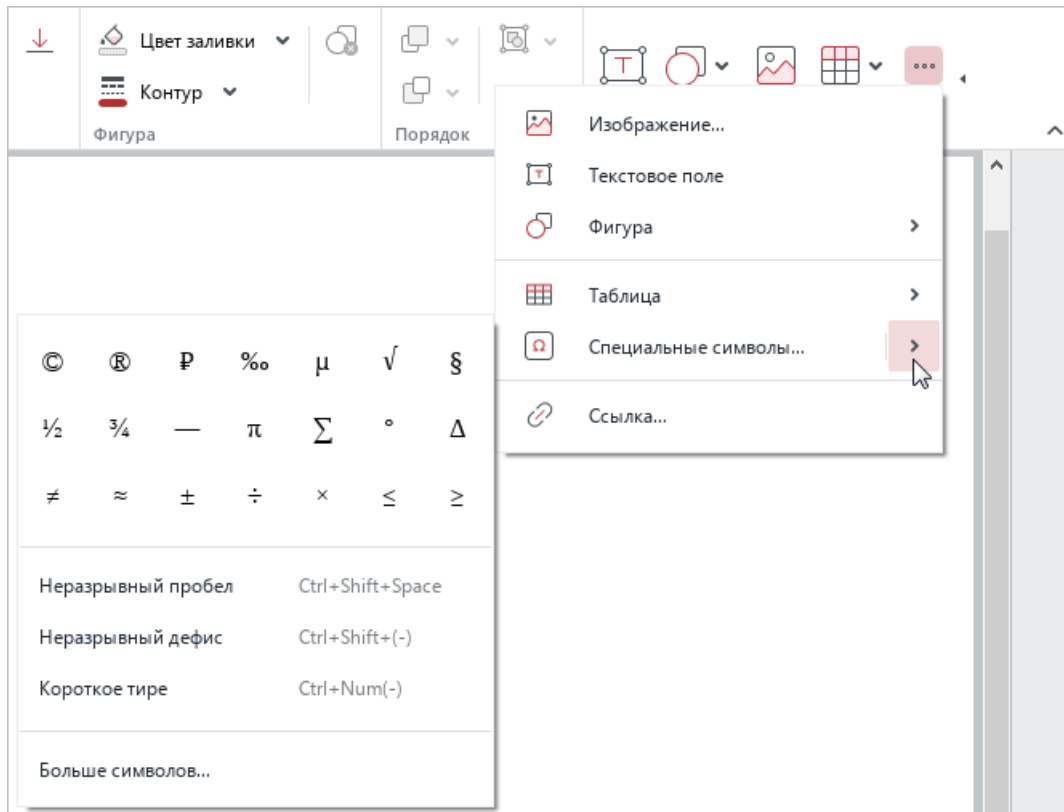 Цвет заливки
Контур
Фигура
Порядок
Изображение...
Текстовое поле
Фигура
Таблица
Специальные символы...
Ссылка...
© ® ₽ ‰ µ √ §
½ ¾ — π ∑ ° Δ
≠ ≈ ± ÷ × ≤ ≥
Неразрывный пробел Ctrl+Shift+Space
Неразрывный дефис Ctrl+Shift+(-)
Короткое тире Ctrl+Num(-)
Больше символов...